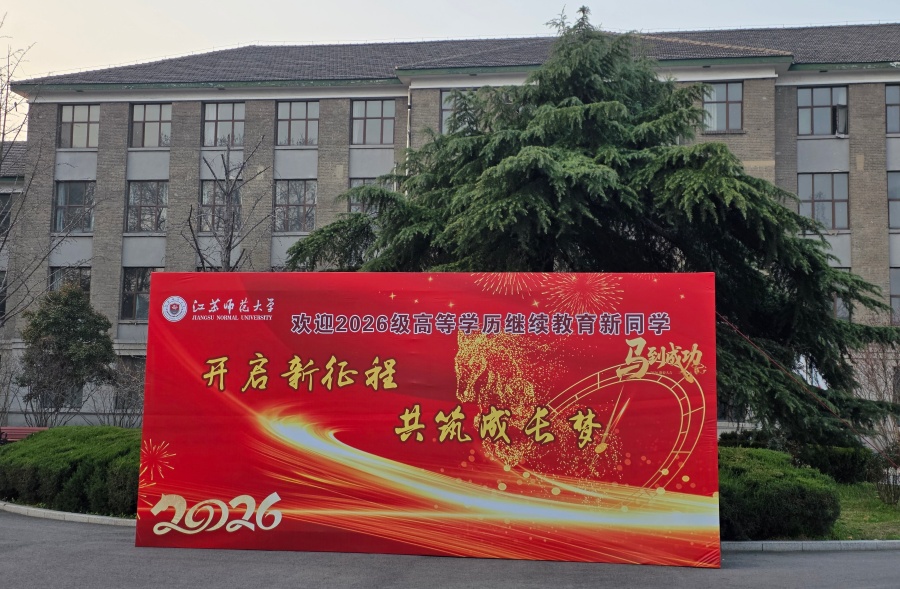 江苏师范大学
JIANGSU NORMAL UNIVERSITY
欢迎2026级高等学历继续教育新同学
开启新征程
共筑成长梦
马到成功
2026